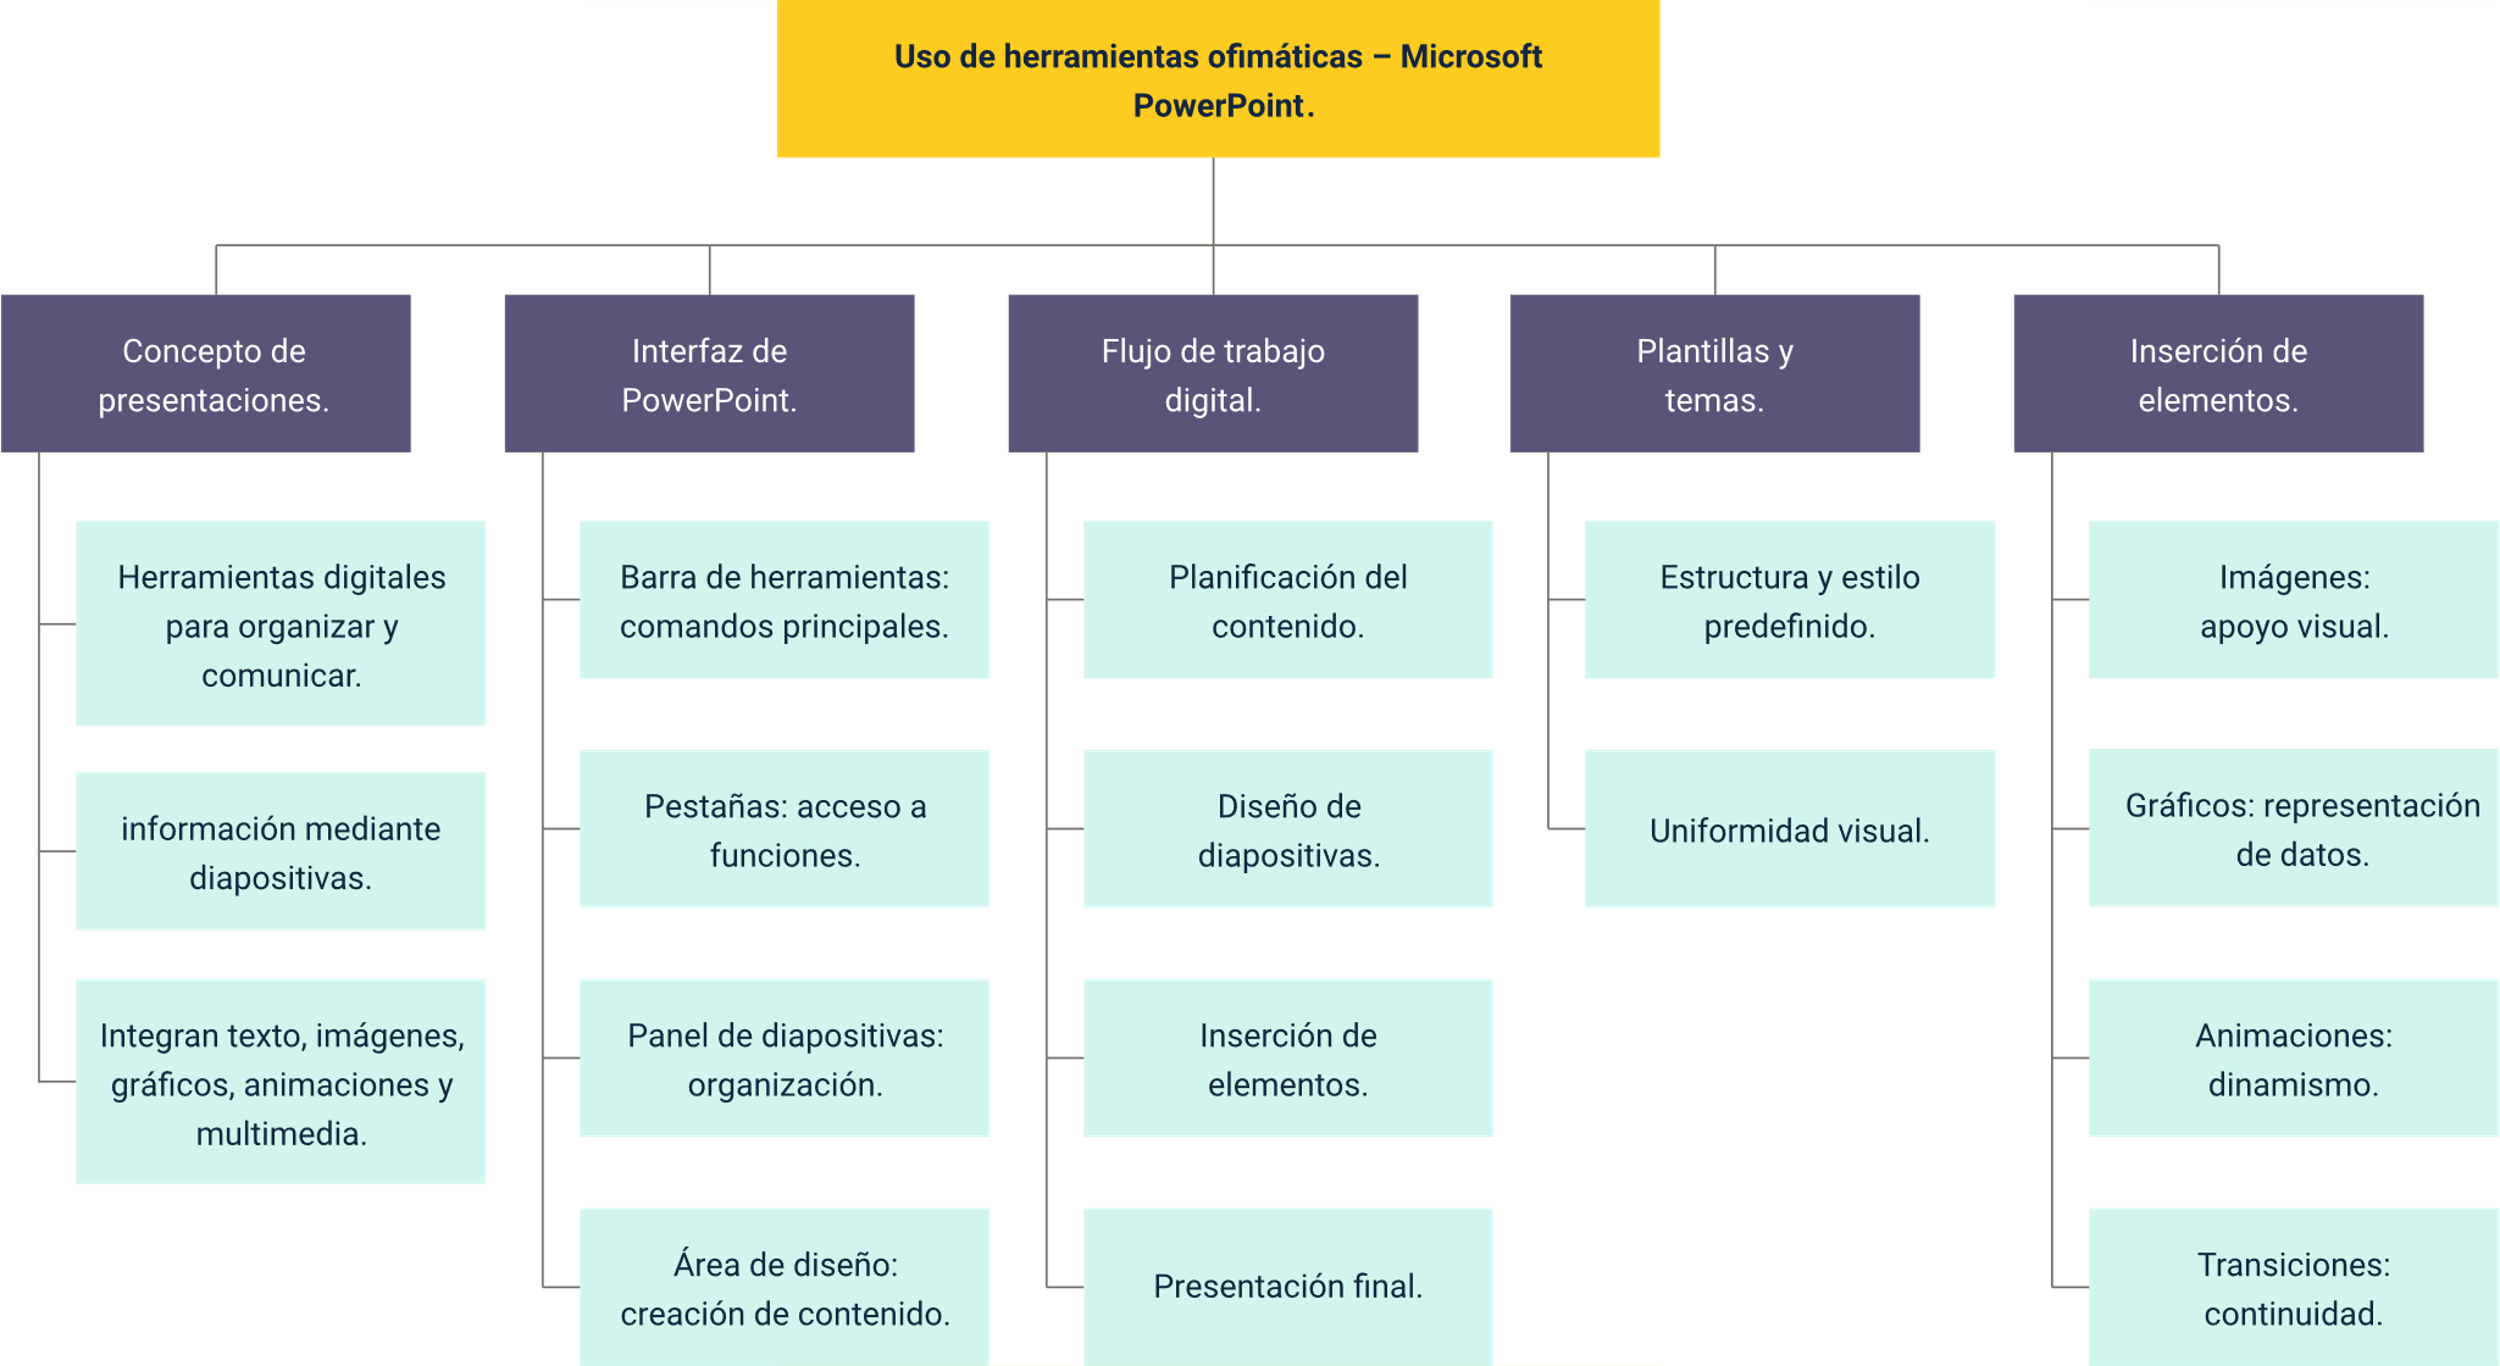 Uso de herramientas ofimáticas – Microsoft
PowerPoint.
Concepto de
presentaciones.
Herramientas digitales
para organizar y
comunicar.
información mediante
diapositivas.
Integran texto, imágenes,
gráficos, animaciones y
multimedia.
Interfaz de
PowerPoint.
Barra de herramientas:
comandos principales.
Pestañas: acceso a
funciones.
Panel de diapositivas:
organización.
Área de diseño:
creación de contenido.
Flujo de trabajo
digital.
Planificación del
contenido.
Diseño de
diapositivas.
Inserción de
elementos.
Presentación final.
Plantillas y
temas.
Estructura y estilo
predefinido.
Uniformidad visual.
Inserción de
elementos.
Imágenes:
apoyo visual.
Gráficos: representación
de datos.
Animaciones:
dinamismo.
Transiciones:
continuidad.